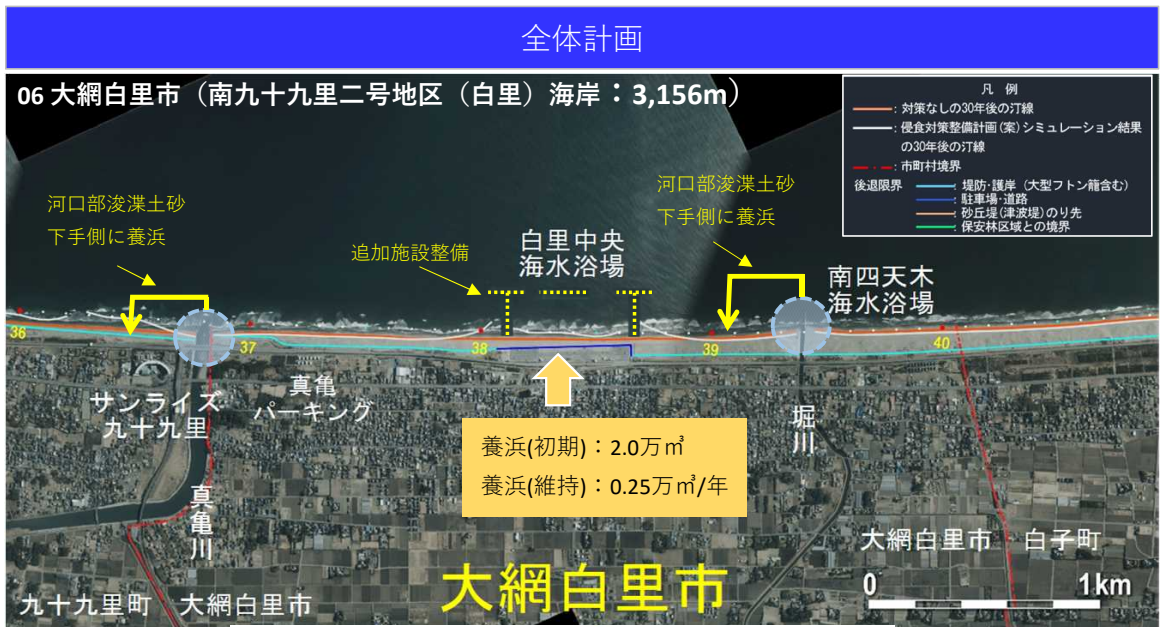 全体計画
06 大網白里市（南九十九里二号地区（白里）海岸：3,156m）
凡 例
: 対策なしの30年後の汀線
: 侵食対策整備計画(案)シミュレーション結果
の30年後の汀線
: 市町村境界
後退限界
: 堤防･護岸（大型フトン籠含む）
: 駐車場･道路
: 砂丘堤(津波堤)のり先
: 保安林区域との境界
河口部浚渫土砂
下手側に養浜
追加施設整備
白里中央
海水浴場
河口部浚渫土砂
下手側に養浜
南四天木
海水浴場
36
37
38
39
40
サンライズ
九十九里
真亀
パーキング
養浜(初期)：2.0万㎥
養浜(維持)：0.25万㎥/年
堀川
真亀川
大網白里市
白子町
0
1km
九十九里町
大網白里市
大網白里市